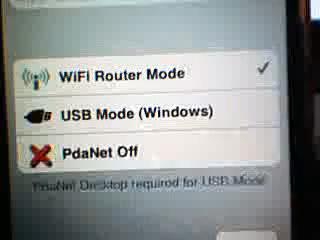 WiFi Router Mode
USB Mode (Windows)
PdaNet Off
PdaNet Desktop required for USB Mode